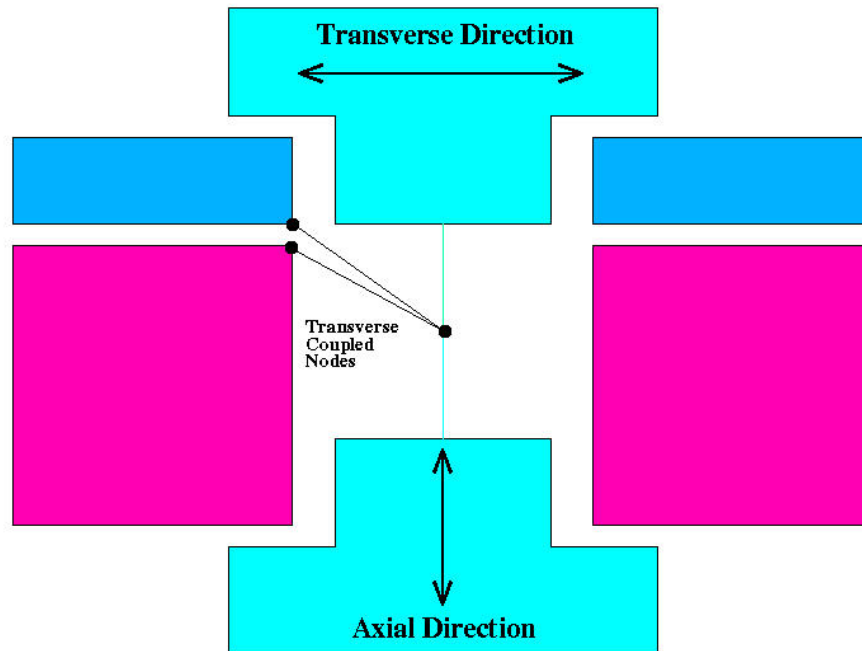 Transverse Direction
Transverse
Coupled
Nodes
Axial Direction